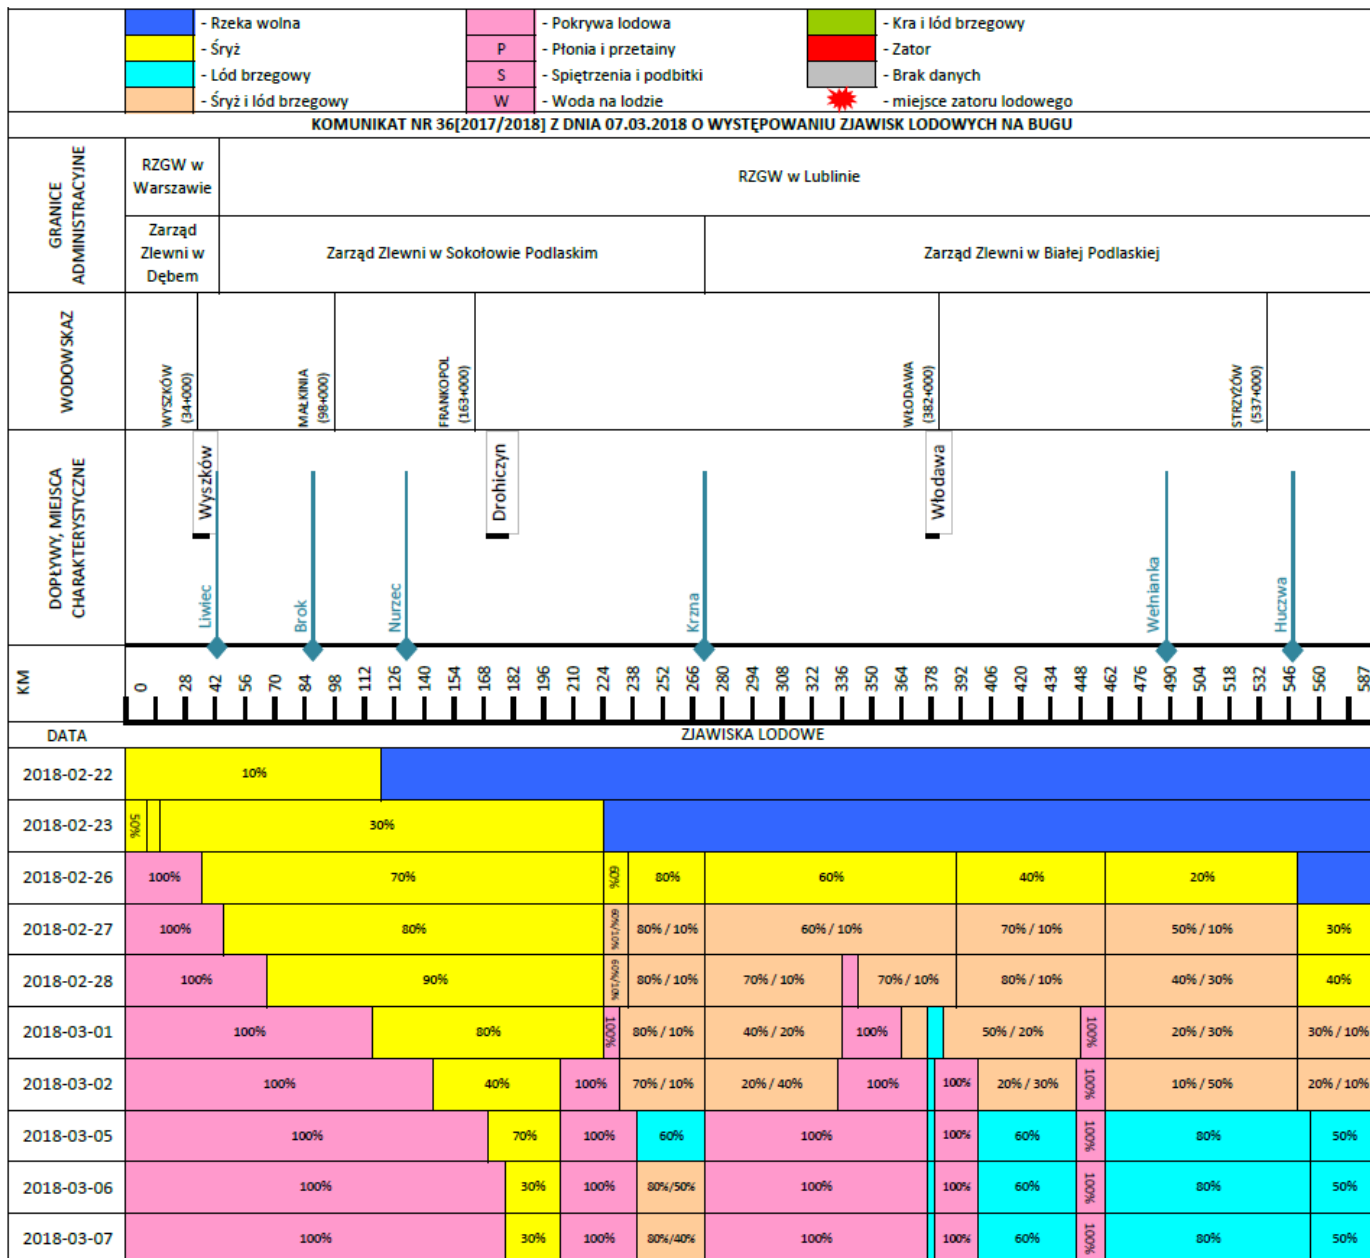 - Rzeka wolna
- Śryż
- Lód brzegowy
- Śryż i lód brzegowy
- Pokrywa lodowa
P - Płonia i przetainy
S - Spiętrzenia i podbitki
W - Woda na lodzie
- Kra i lód brzegowy
- Zator
- Brak danych
- miejsce zatoru lodowego
KOMUNIKAT NR 36[2017/2018] Z DNIA 07.03.2018 O WYSTĘPOWANIU ZJAWISK LODOWYCH NA BUGU
GRANICE
ADMINISTRACYJNE
RZGW w
Warszawie
RZGW w Lublinie
Zarząd
Zlewni w
Dębem
Zarząd Zlewni w Sokołowie Podlaskim
Zarząd Zlewni w Białej Podlaskiej
WODOWSKAZ
WYSZKÓW
(34+000)
MAŁKINIA
(98+000)
FRANKOPOL
(163+000)
WŁODAWA
(382+000)
STRZYŻÓW
(537+000)
DOPŁYWY, MIEJSCA
CHARAKTERYSTYCZNE
Wyszków
Drohiczyn
Włodawa
Liwiec
Brok
Nurzec
Krzna
Wełnianka
Huczwa
KM
0 28 42 56 70 84 98 112 126 140 154 168 182 196 210 224 238 252 266 280 294 308 322 336 350 364 378 392 406 420 434 448 462 476 490 504 518 532 546 560 587
DATA ZJAWISKA LODOWE
2018-02-22 10%
2018-02-23 50% 30%
2018-02-26 100% 70% 60% 80% 60% 40% 20%
2018-02-27 100% 80% 60%/10% 80% / 10% 60% / 10% 70% / 10% 50% / 10% 30%
2018-02-28 100% 90% 60%/10% 80% / 10% 70% / 10% 70% / 10% 80% / 10% 40% / 30% 40%
2018-03-01 100% 80% 100% 80% / 10% 40% / 20% 100% 50% / 20% 100% 20% / 30% 30% / 10%
2018-03-02 100% 40% 100% 70% / 10% 20% / 40% 100% 100% 20% / 30% 100% 10% / 50% 20% / 10%
2018-03-05 100% 70% 100% 60% 100% 100% 60% 100% 80% 50%
2018-03-06 100% 30% 100% 80%/50% 100% 100% 60% 100% 80% 50%
2018-03-07 100% 30% 100% 80%/40% 100% 100% 60% 100% 80% 50%